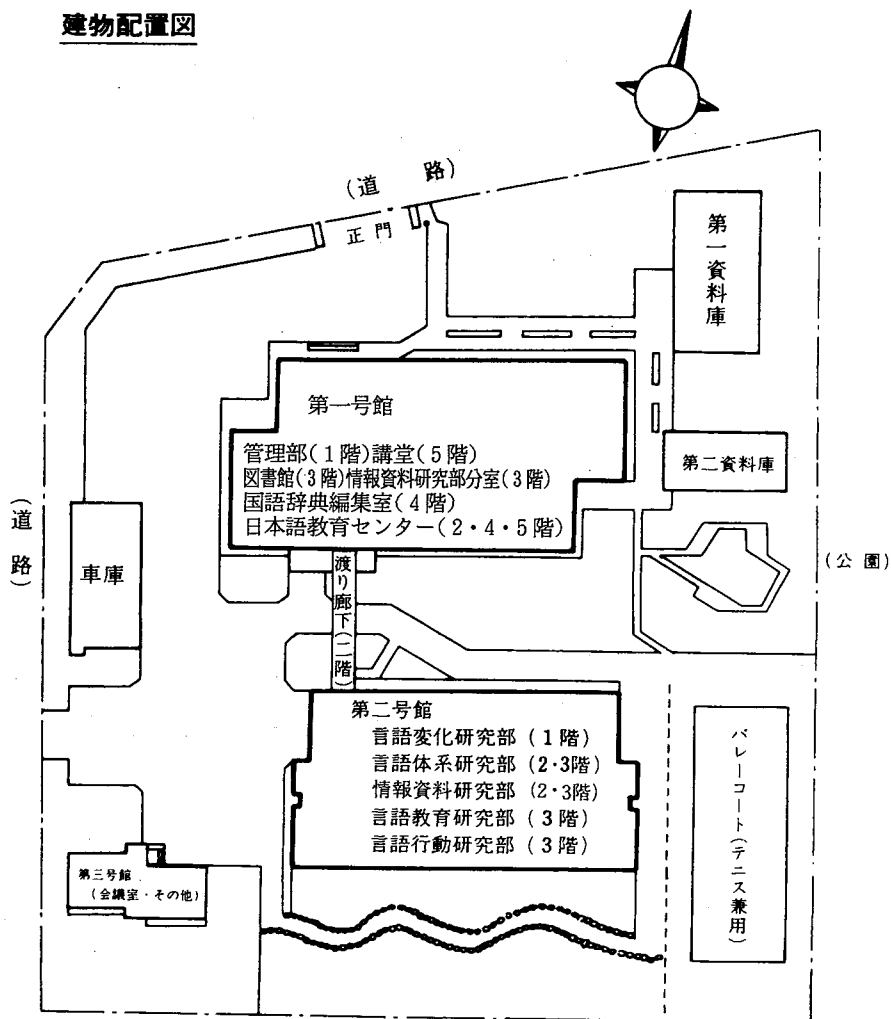 建物配置図
(道 路)
正門
第一資料庫
第一号館
管理部(1階)講堂(5階)
図書館(3階)情報資料研究部分室(3階)
国語辞典編集室(4階)
日本語教育センター(2・4・5階)
第二資料庫
(道 路)
車庫
渡り廊下(二階)
(公園)
第二号館
言語変化研究部(1階)
言語体系研究部(2・3階)
情報資料研究部(2・3階)
言語教育研究部(3階)
言語行動研究部(3階)
バレーコート(テニス兼用)
第三号館
(会議室・その他)